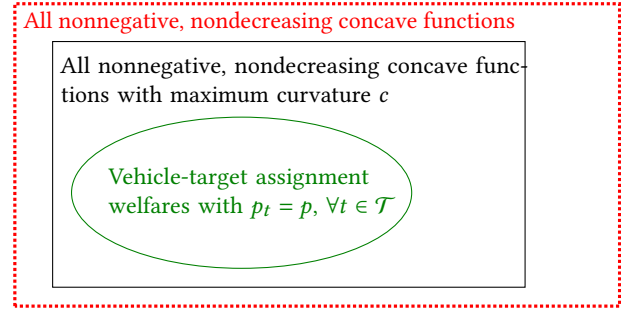 All nonnegative, nondecreasing concave functions
All nonnegative, nondecreasing concave func-
tions with maximum curvature c
Vehicle-target assignment
welfares with pₜ = p, ∀t ∈ 𝒯